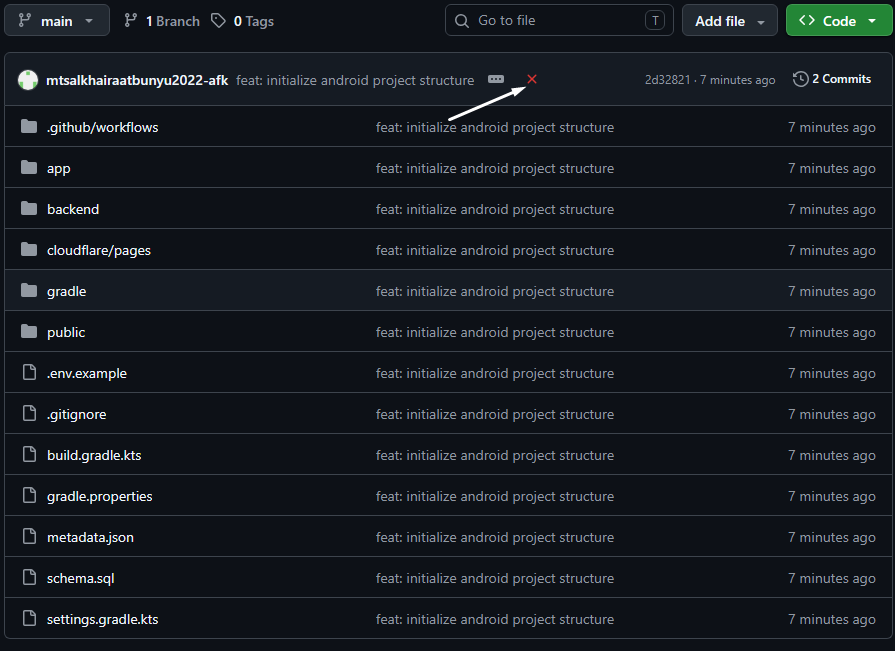 main 1 Branch 0 Tags Go to file T Add file Code
mtsalkhairaatbunyu2022-afk feat: initialize android project structure 2d32821 · 7 minutes ago 2 Commits
.github/workflows feat: initialize android project structure 7 minutes ago
app feat: initialize android project structure 7 minutes ago
backend feat: initialize android project structure 7 minutes ago
cloudflare/pages feat: initialize android project structure 7 minutes ago
gradle feat: initialize android project structure 7 minutes ago
public feat: initialize android project structure 7 minutes ago
.env.example feat: initialize android project structure 7 minutes ago
.gitignore feat: initialize android project structure 7 minutes ago
build.gradle.kts feat: initialize android project structure 7 minutes ago
gradle.properties feat: initialize android project structure 7 minutes ago
metadata.json feat: initialize android project structure 7 minutes ago
schema.sql feat: initialize android project structure 7 minutes ago
settings.gradle.kts feat: initialize android project structure 7 minutes ago